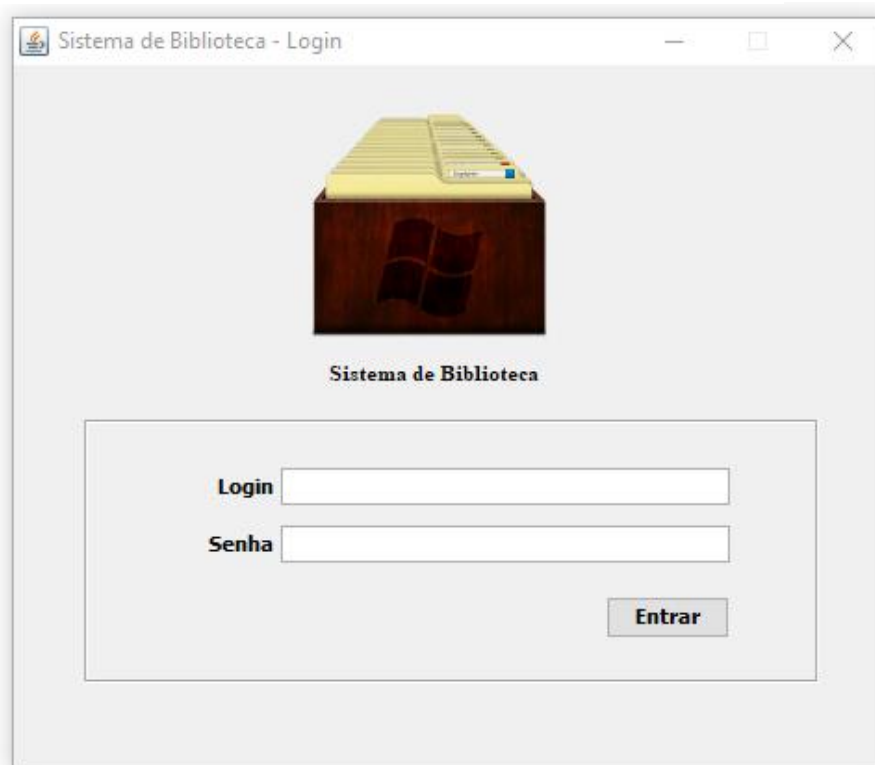 Sistema de Biblioteca - Login
Sistema de Biblioteca
Login
Senha
Entrar